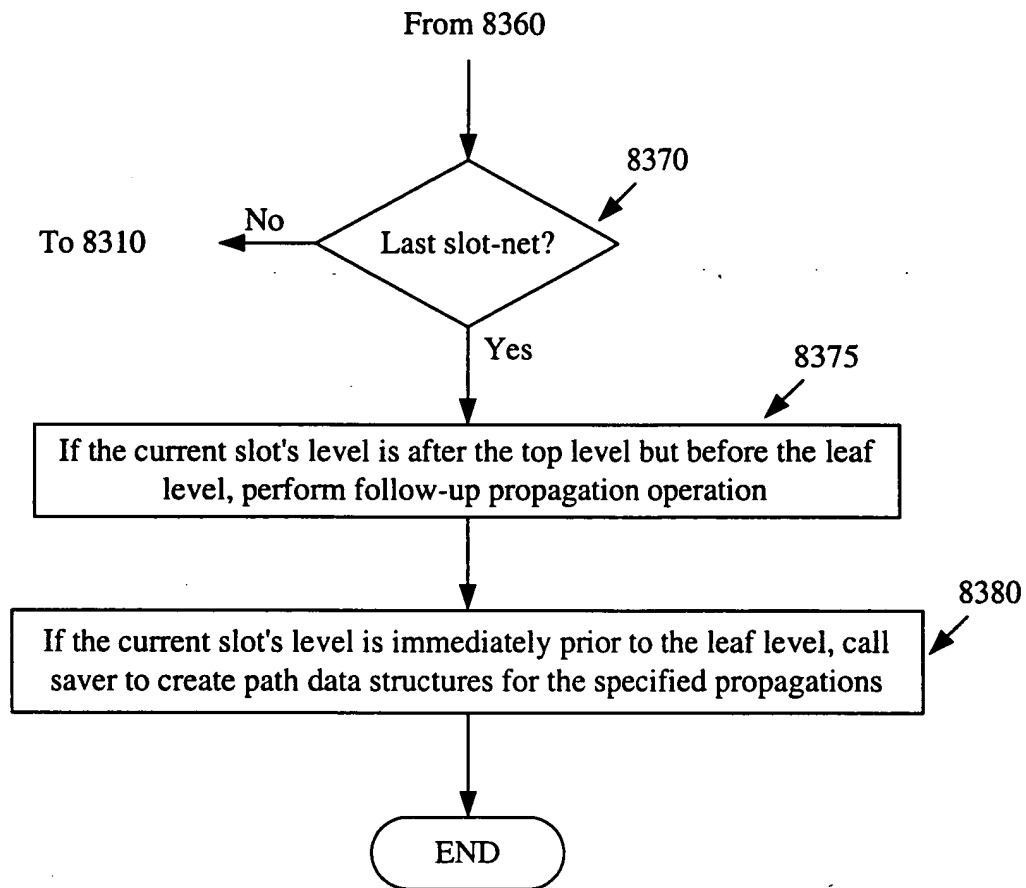 From 8360
8370
No
To 8310
Last slot-net?
Yes
8375
If the current slot's level is after the top level but before the leaf
level, perform follow-up propagation operation
8380
If the current slot's level is immediately prior to the leaf level, call
saver to create path data structures for the specified propagations
END